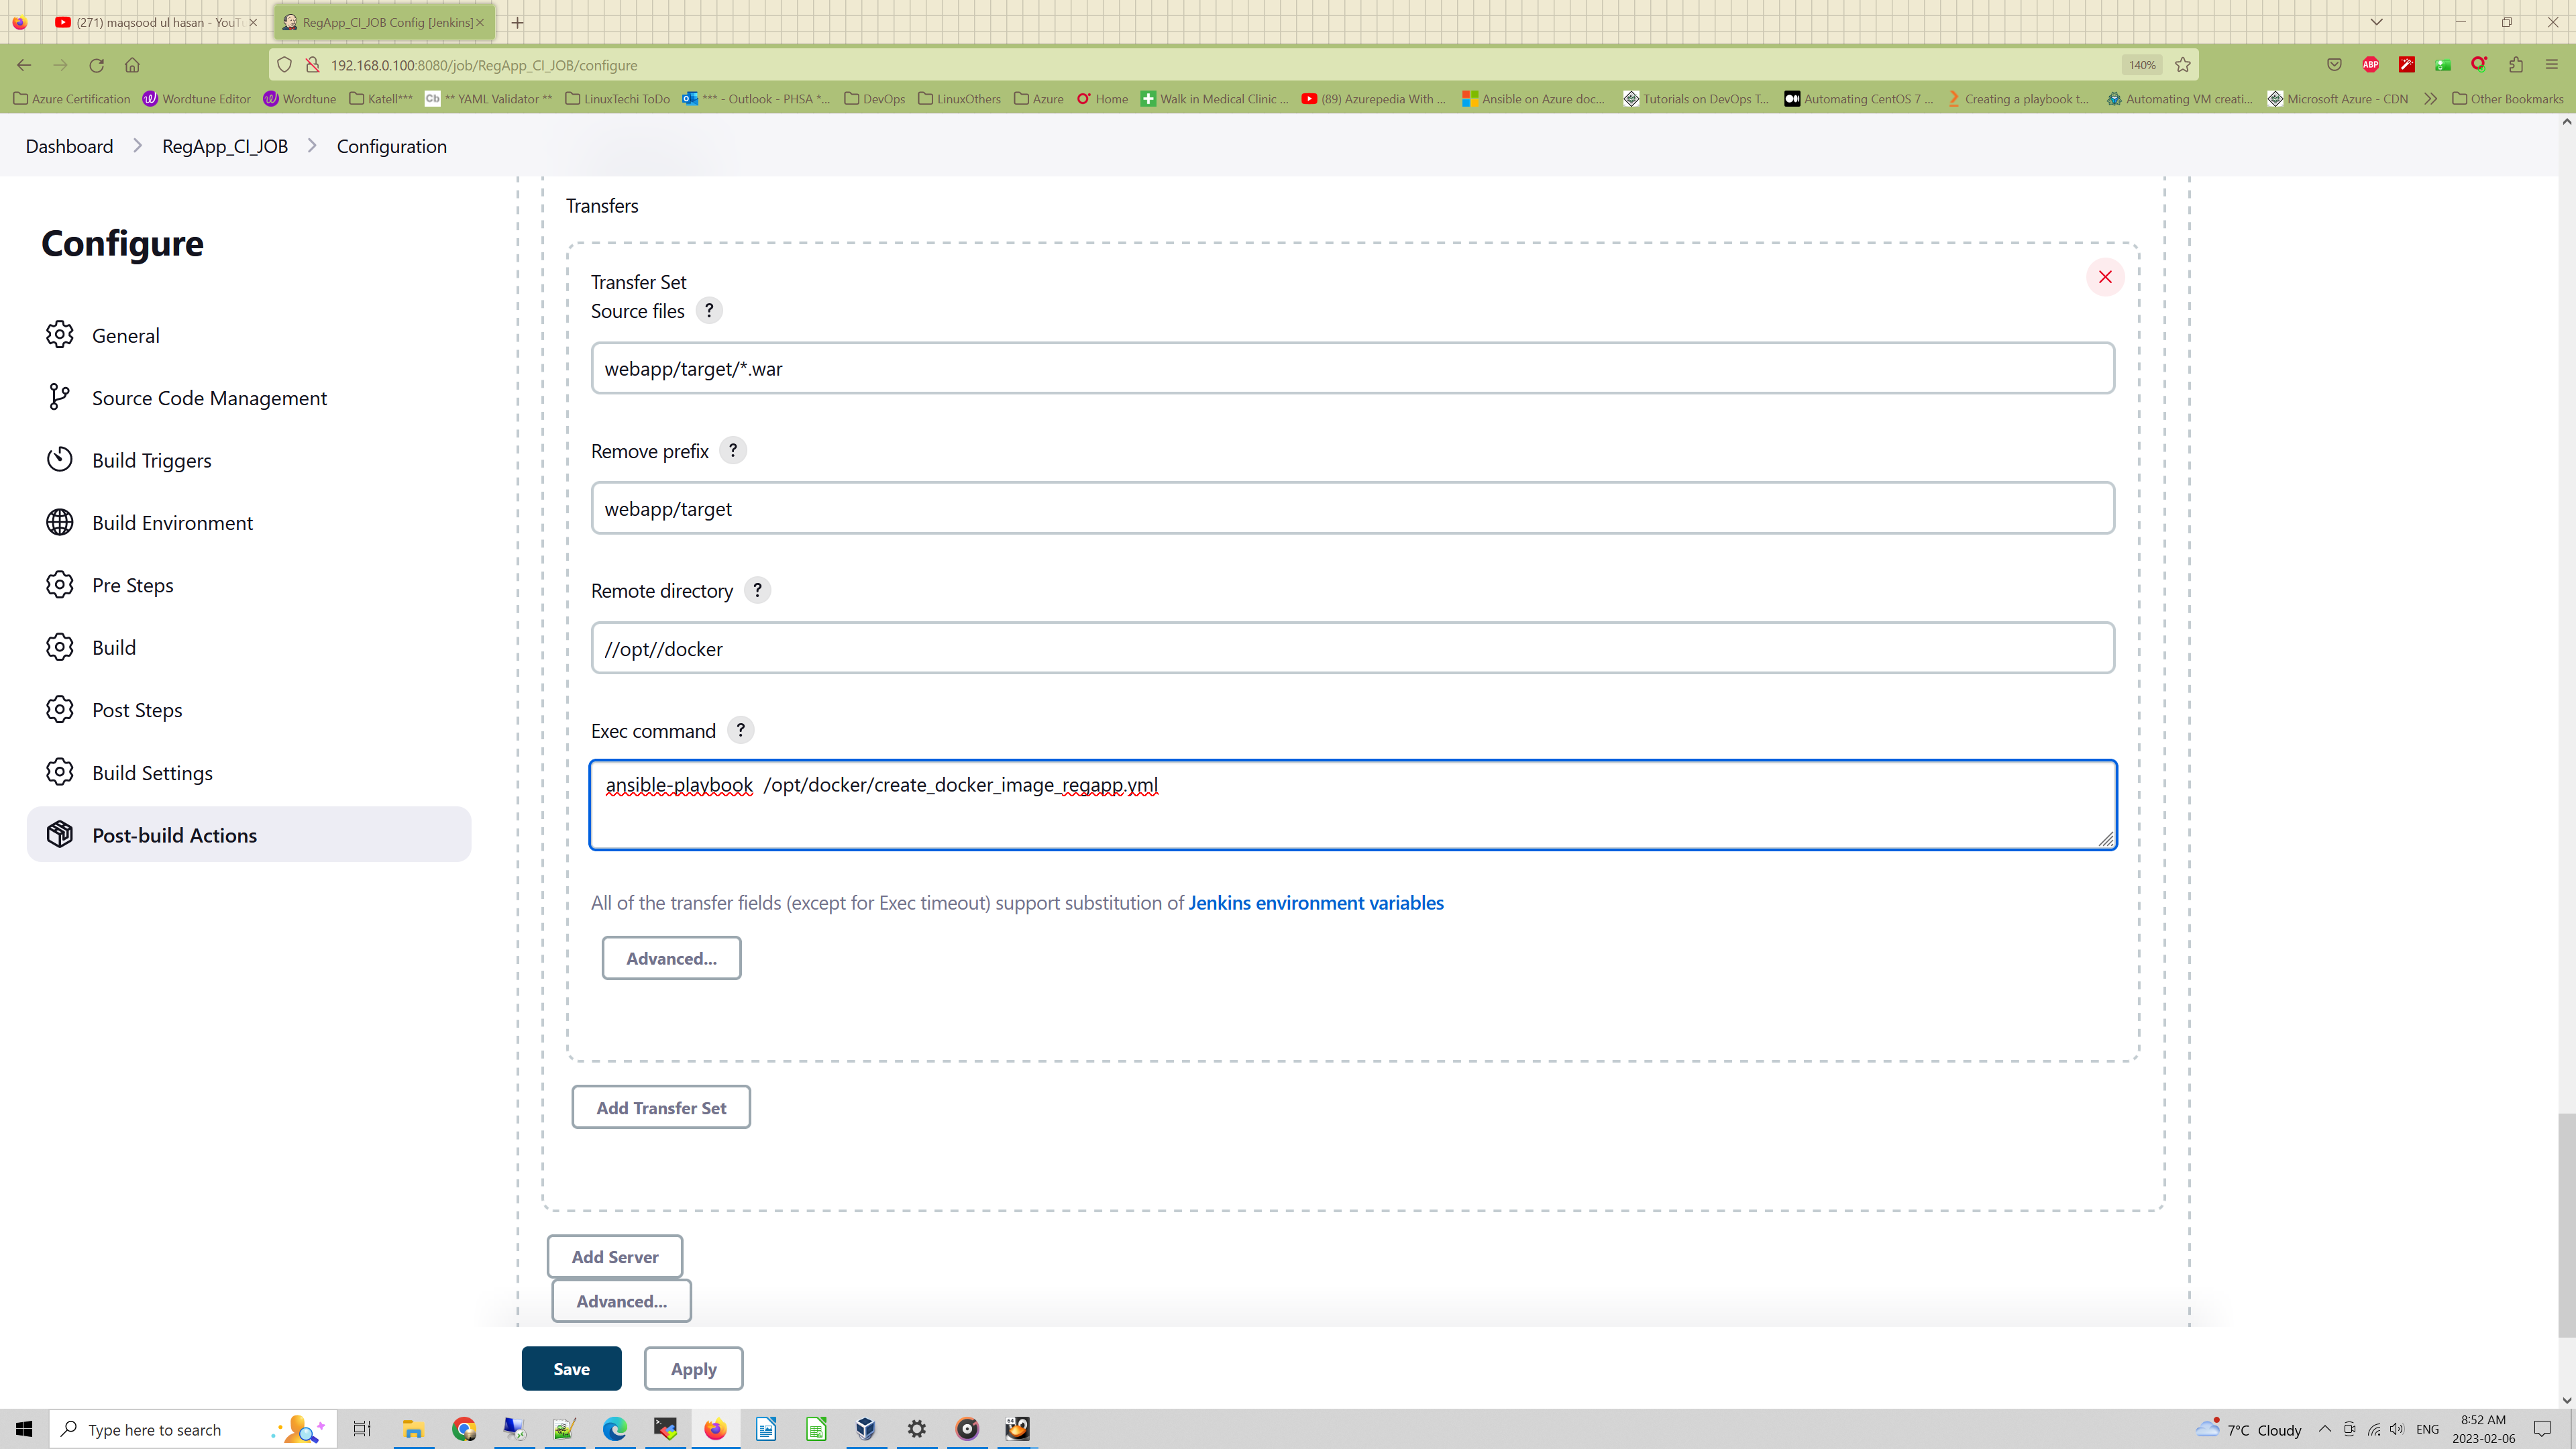 (271) maqsood ul hasan - YouTu
RegApp_CI_JOB Config [Jenkins]
192.168.0.100:8080/job/RegApp_CI_JOB/configure
140%
ABP
Azure Certification
Wordtune Editor
Wordtune
Katell***
Cb
** YAML Validator **
LinuxTechi ToDo
*** - Outlook - PHSA *...
DevOps
LinuxOthers
Azure
Home
Walk in Medical Clinic ...
(89) Azurepedia With ...
Ansible on Azure doc...
Tutorials on DevOps T...
Automating CentOS 7 ...
Creating a playbook t...
Automating VM creati...
Microsoft Azure - CDN
Other Bookmarks
Dashboard
RegApp_CI_JOB
Configuration
Configure
General
Source Code Management
Build Triggers
Build Environment
Pre Steps
Build
Post Steps
Build Settings
Post-build Actions
Transfers
Transfer Set
Source files ?
webapp/target/*.war
Remove prefix ?
webapp/target
Remote directory ?
//opt//docker
Exec command ?
ansible-playbook  /opt/docker/create_docker_image_regapp.yml
All of the transfer fields (except for Exec timeout) support substitution of Jenkins environment variables
Advanced...
Add Transfer Set
Add Server
Advanced...
Save
Apply
Type here to search
7°C Cloudy
ENG
8:52 AM
2023-02-06